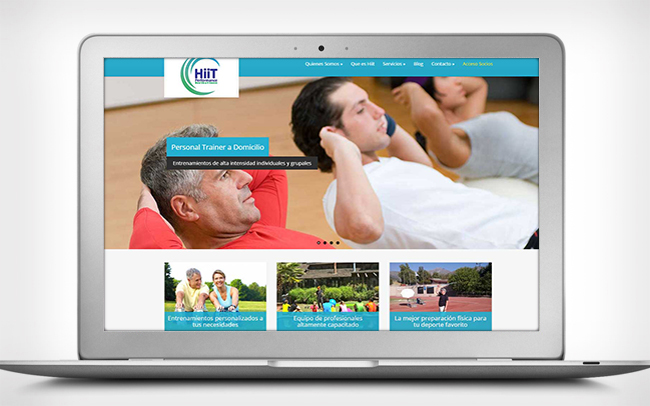 HiiT
Quienes Somos
Que es Hiit
Servicios
Blog
Contacto
Acceso Socios
Personal Trainer a Domicilio
Entrenamientos de alta intensidad individuales y grupales
Entrenamientos personalizados a
tus necesidades
Equipo de profesionales
altamente capacitado
La mejor preparación física para
tu deporte favorito